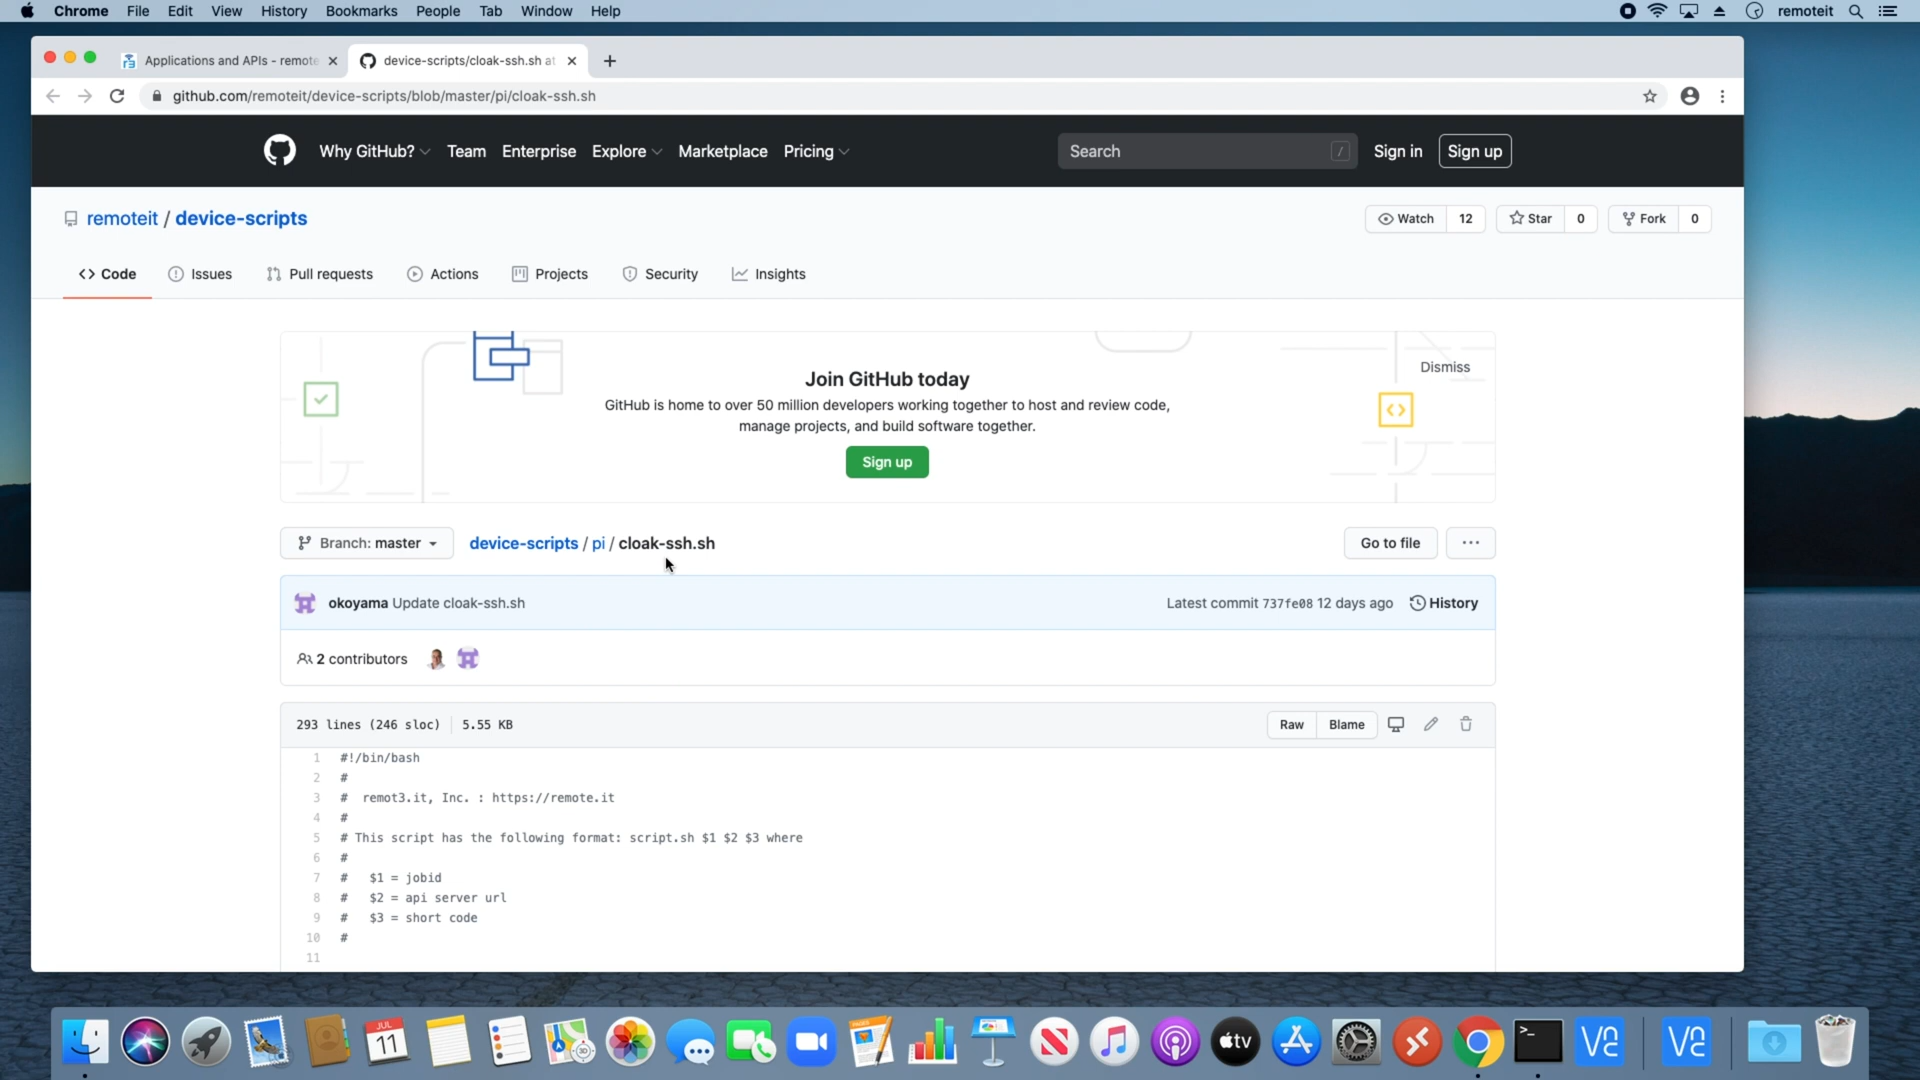 Chrome File Edit View History Bookmarks People Tab Window Help remoteit
Applications and APIs - remote
device-scripts/cloak-ssh.sh at
github.com/remoteit/device-scripts/blob/master/pi/cloak-ssh.sh
Why GitHub? Team Enterprise Explore Marketplace Pricing Search / Sign in Sign up
remoteit / device-scripts
Watch 12 Star 0 Fork 0
<> Code Issues Pull requests Actions Projects Security Insights
Join GitHub today
Dismiss
GitHub is home to over 50 million developers working together to host and review code,
manage projects, and build software together.
Sign up
Branch: master device-scripts / pi / cloak-ssh.sh Go to file ...
okoyama Update cloak-ssh.sh Latest commit 737fe08 12 days ago History
2 contributors
293 lines (246 sloc) 5.55 KB Raw Blame
1 #!/bin/bash
2 #
3 # remot3.it, Inc. : https://remote.it
4 #
5 # This script has the following format: script.sh $1 $2 $3 where
6 #
7 # $1 = jobid
8 # $2 = api server url
9 # $3 = short code
10 #
11
JUL
11
PAGES
3D
tv
>_
V2
V2